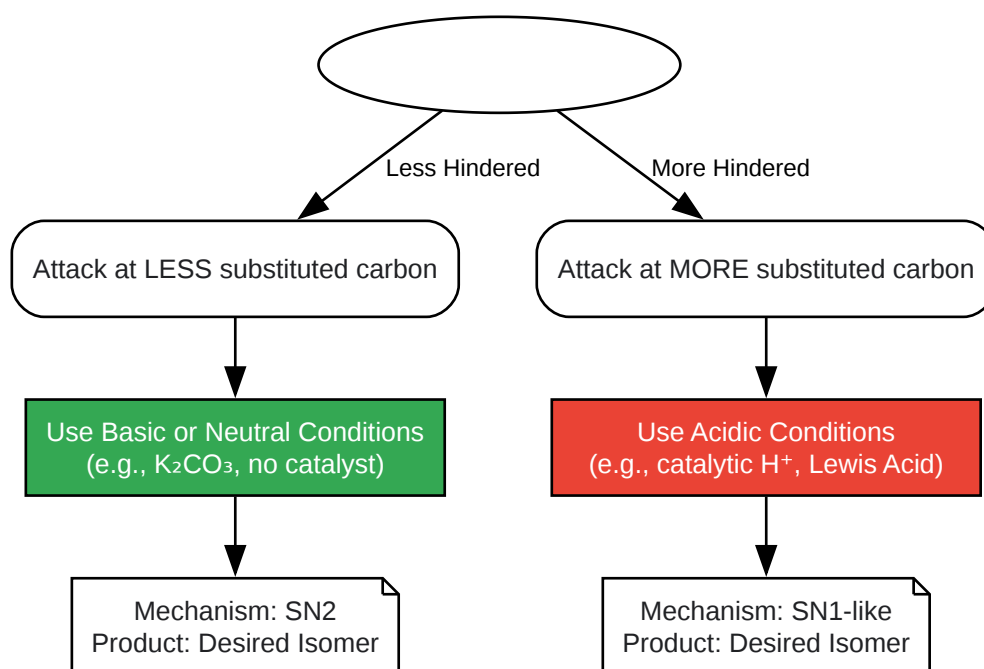 Less Hindered
More Hindered
Attack at LESS substituted carbon
Attack at MORE substituted carbon
Use Basic or Neutral Conditions
(e.g., K₂CO₃, no catalyst)
Use Acidic Conditions
(e.g., catalytic H⁺, Lewis Acid)
Mechanism: SN2
Product: Desired Isomer
Mechanism: SN1-like
Product: Desired Isomer